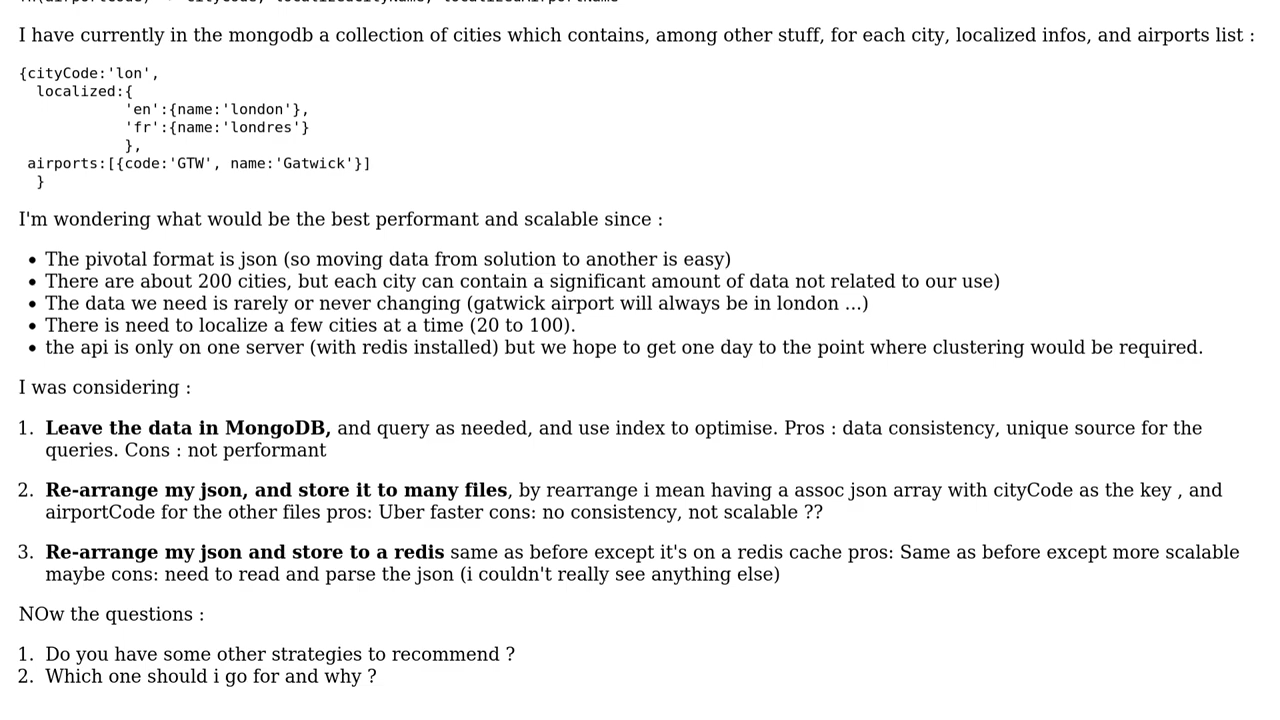 I have currently in the mongodb a collection of cities which contains, among other stuff, for each city, localized infos, and airports list :
{cityCode:'lon',
localized:{
'en':{name:'london'},
'fr':{name:'londres'}
},
airports:[{code:'GTW', name:'Gatwick'}]
}
I'm wondering what would be the best performant and scalable since :
• The pivotal format is json (so moving data from solution to another is easy)
• There are about 200 cities, but each city can contain a significant amount of data not related to our use)
• The data we need is rarely or never changing (gatwick airport will always be in london ...)
• There is need to localize a few cities at a time (20 to 100).
• the api is only on one server (with redis installed) but we hope to get one day to the point where clustering would be required.
I was considering :
1. Leave the data in MongoDB, and query as needed, and use index to optimise. Pros : data consistency, unique source for the
queries. Cons : not performant
2. Re-arrange my json, and store it to many files, by rearrange i mean having a assoc json array with cityCode as the key , and
airportCode for the other files pros: Uber faster cons: no consistency, not scalable ??
3. Re-arrange my json and store to a redis same as before except it's on a redis cache pros: Same as before except more scalable
maybe cons: need to read and parse the json (i couldn't really see anything else)
NOw the questions :
1. Do you have some other strategies to recommend ?
2. Which one should i go for and why ?